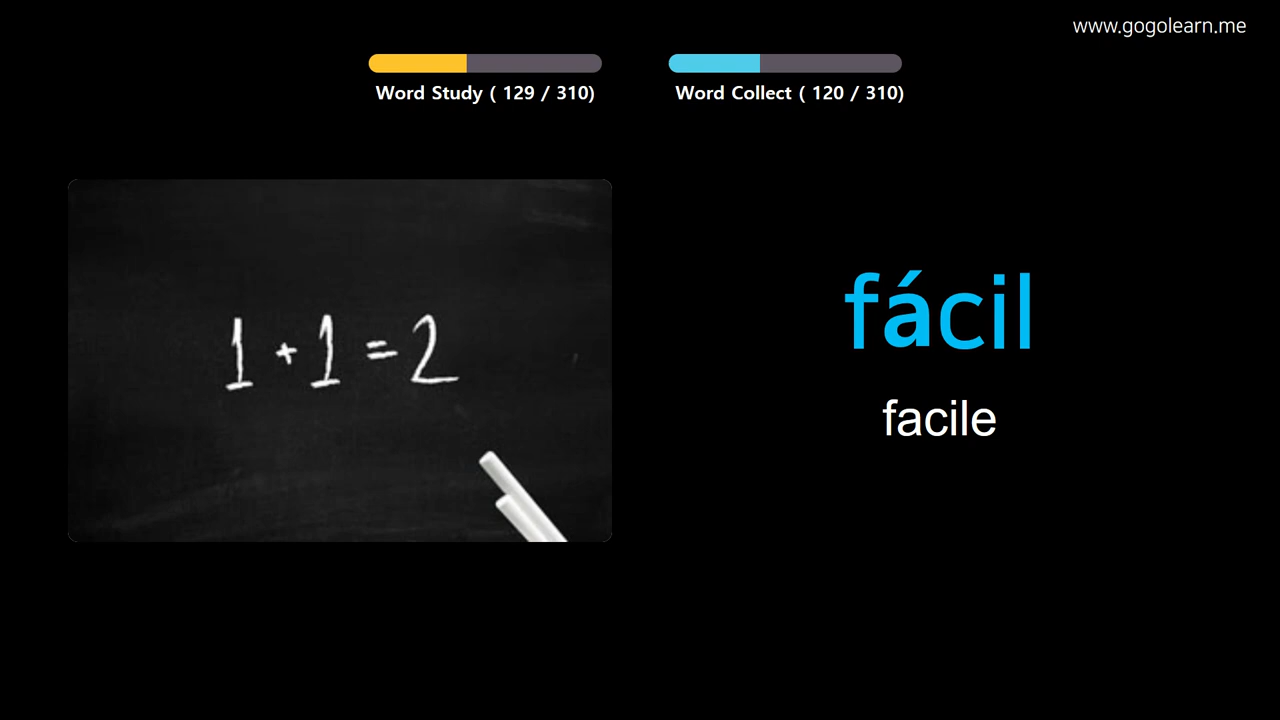 www.gogolearn.me
Word Study ( 129 / 310)
Word Collect ( 120 / 310)
1 + 1 = 2
fácil
facile